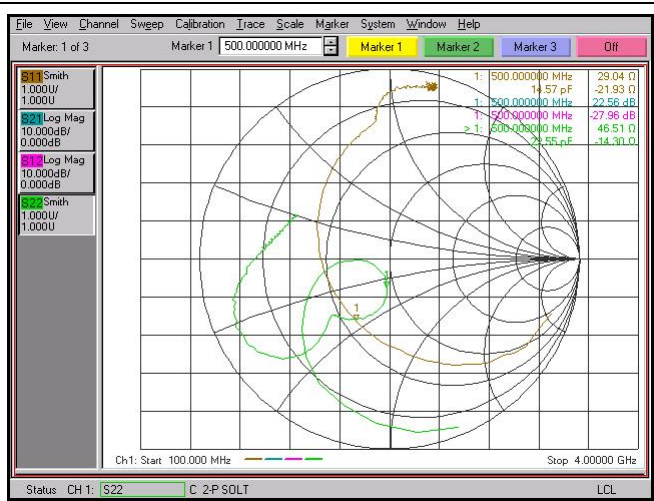 File View Channel Sweep Calibration Trace Scale Marker System Window Help
Marker: 1 of 3 Marker 1 500.000000 MHz Marker 1 Marker 2 Marker 3 Off
S11 Smith
1.000U/
1.000U
S21 Log Mag
10.000dB/
0.000dB
S12 Log Mag
10.000dB/
0.000dB
S22 Smith
1.000U/
1.000U
1: 500.000000 MHz 29.04 Ω
14.57 pF -21.93 Ω
1: 500.000000 MHz 22.56 dB
1: 500.000000 MHz -27.96 dB
> 1: 500.000000 MHz 46.51 Ω
-14.30 Ω
1
1
Ch1: Start 100.000 MHz Stop 4.00000 GHz
Status CH 1: S22 C 2-P SOLT LCL